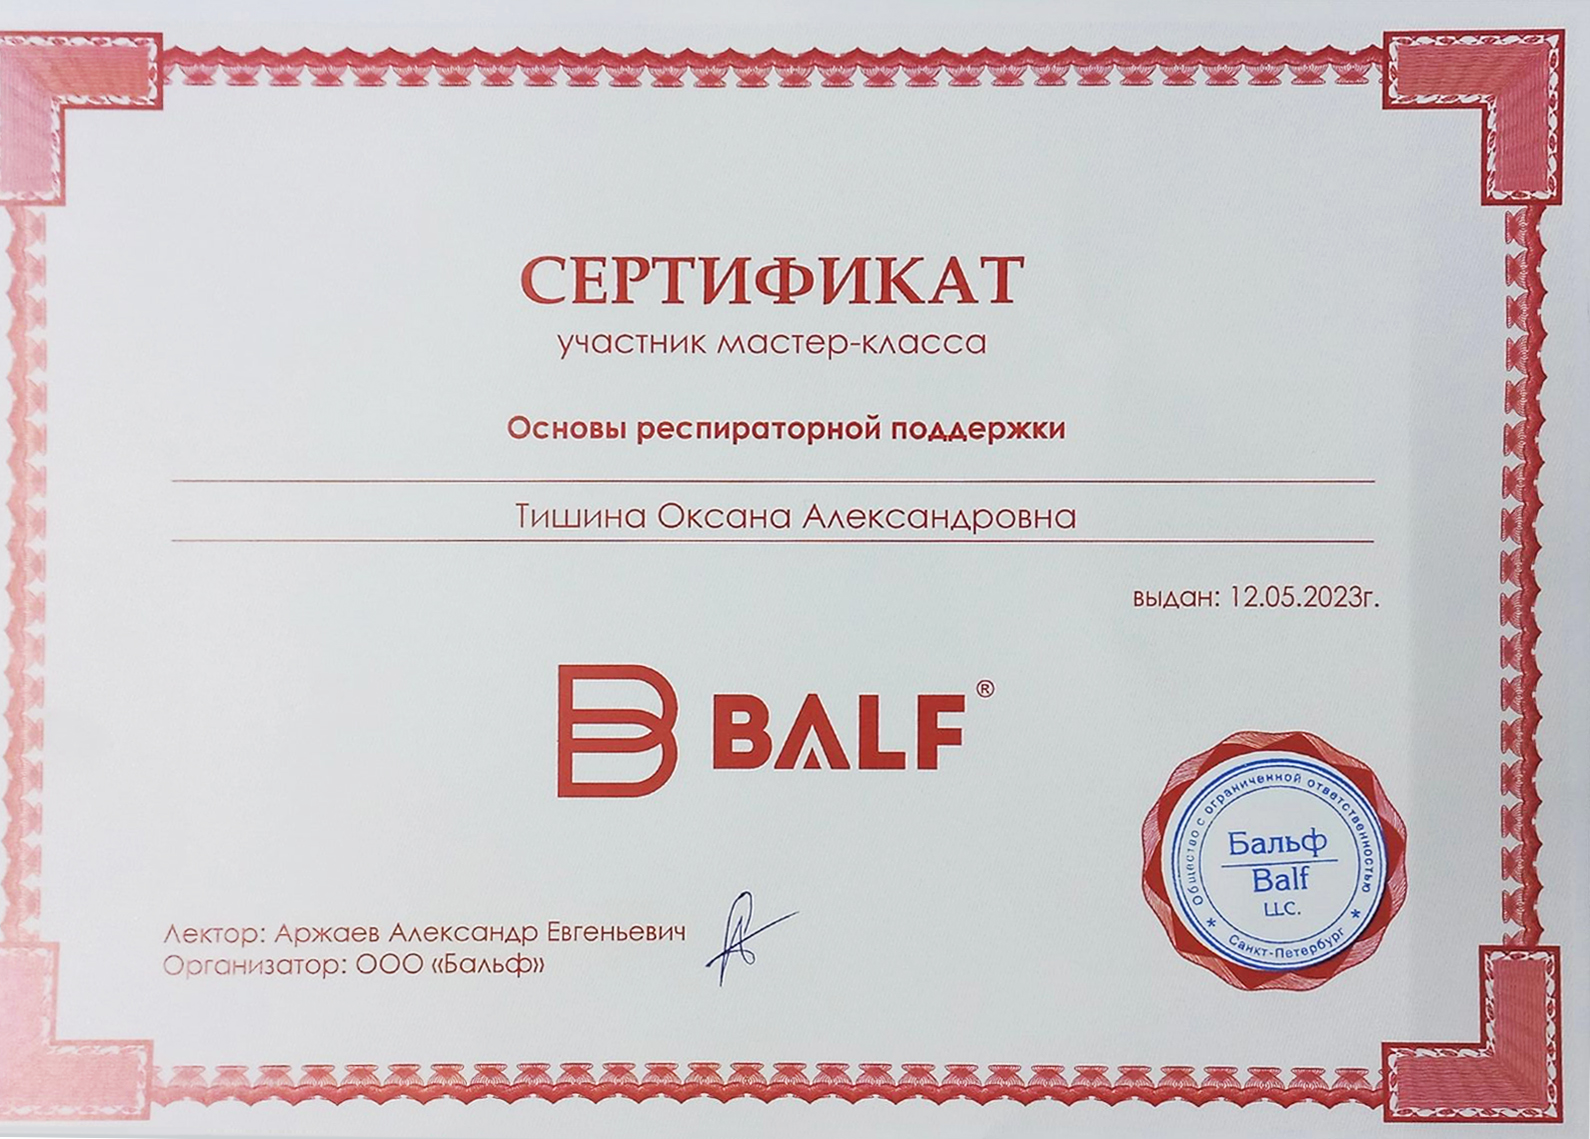 СЕРТИФИКАТ
участник мастер-класса
Основы респираторной поддержки
Тишина Оксана Александровна
выдан: 12.05.2023г.
BALF®
Общество с ограниченной ответственностью
Бальф
Balf
LLC.
* Санкт-Петербург *
Лектор: Аржаев Александр Евгеньевич
Организатор: ООО «Бальф»